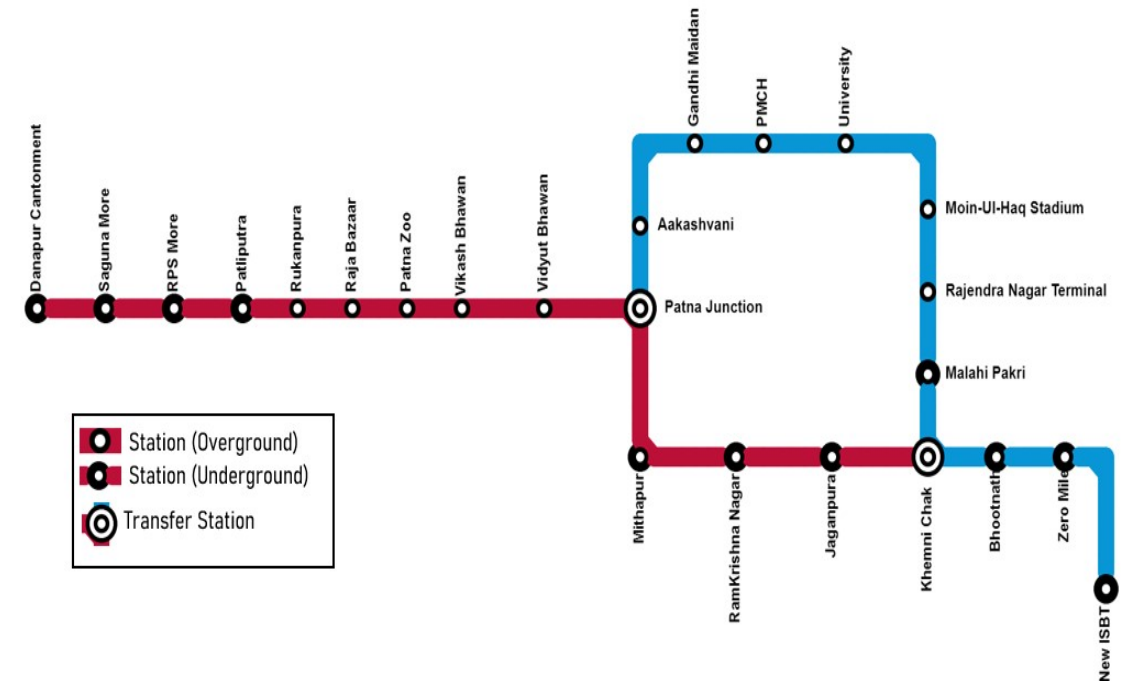 Danapur Cantonment
Saguna More
RPS More
Patliputra
Rukanpura
Raja Bazaar
Patna Zoo
Vikash Bhawan
Vidyut Bhawan
Gandhi Maidan
PMCH
University
Aakashvani
Patna Junction
Moin-Ul-Haq Stadium
Rajendra Nagar Terminal
Malahi Pakri
Mithapur
RamKrishna Nagar
Jaganpura
Khemni Chak
Bhootnath
Zero Mile
New ISBT
Station (Overground)
Station (Underground)
Transfer Station